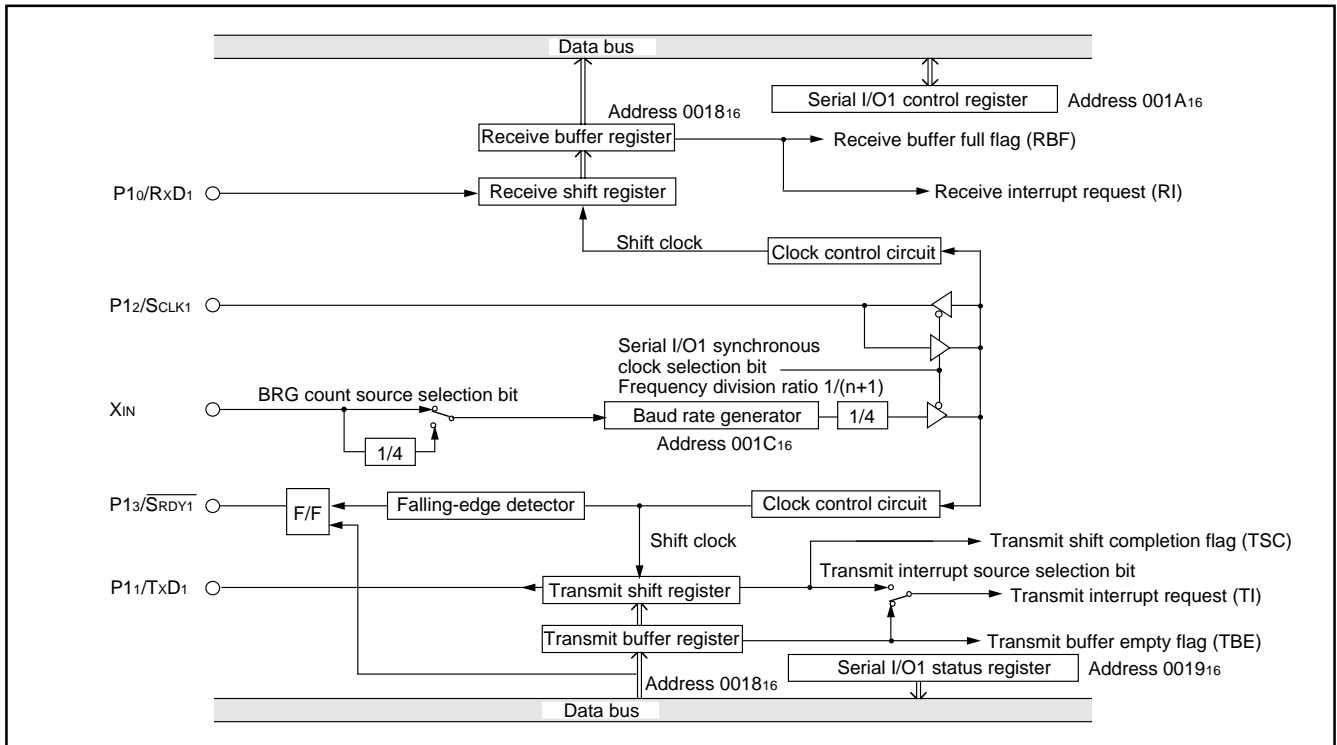 Data bus
Serial I/O1 control register Address 001A16
Address 001816
Receive buffer register
Receive buffer full flag (RBF)
P10/RXD1
Receive shift register
Receive interrupt request (RI)
Shift clock
Clock control circuit
P12/SCLK1
Serial I/O1 synchronous
clock selection bit
Frequency division ratio 1/(n+1)
BRG count source selection bit
XIN
Baud rate generator
1/4
1/4
Address 001C16
P13/SRDY1
F/F
Falling-edge detector
Clock control circuit
Shift clock
Transmit shift completion flag (TSC)
Transmit interrupt source selection bit
P11/TXD1
Transmit shift register
Transmit interrupt request (TI)
Transmit buffer register
Transmit buffer empty flag (TBE)
Serial I/O1 status register Address 001916
Address 001816
Data bus